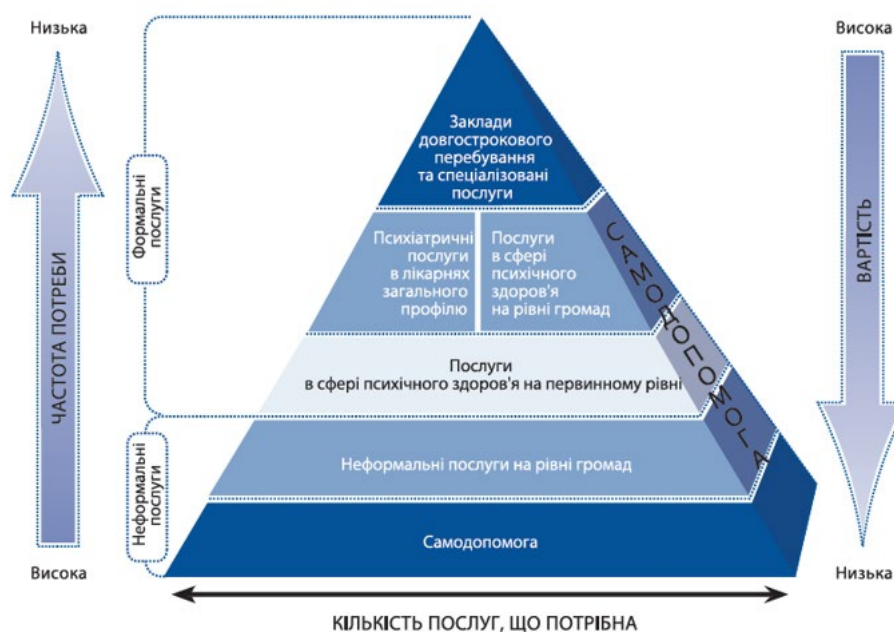 Низька
Висока
Заклади
довгострокового
перебування
та спеціалізовані
послуги
Формальні
послуги
Психіатричні
послуги
в лікарнях
загального
профілю
Послуги
в сфері
психічного
здоров'я
на рівні громад
САМОДОПОМОГА
ЧАСТОТА ПОТРЕБИ
ВАРТІСТЬ
Послуги
в сфері психічного здоров'я на первинному рівні
Неформальні
послуги
Неформальні послуги на рівні громад
Самодопомога
Висока
Низька
КІЛЬКІСТЬ ПОСЛУГ, ЩО ПОТРІБНА